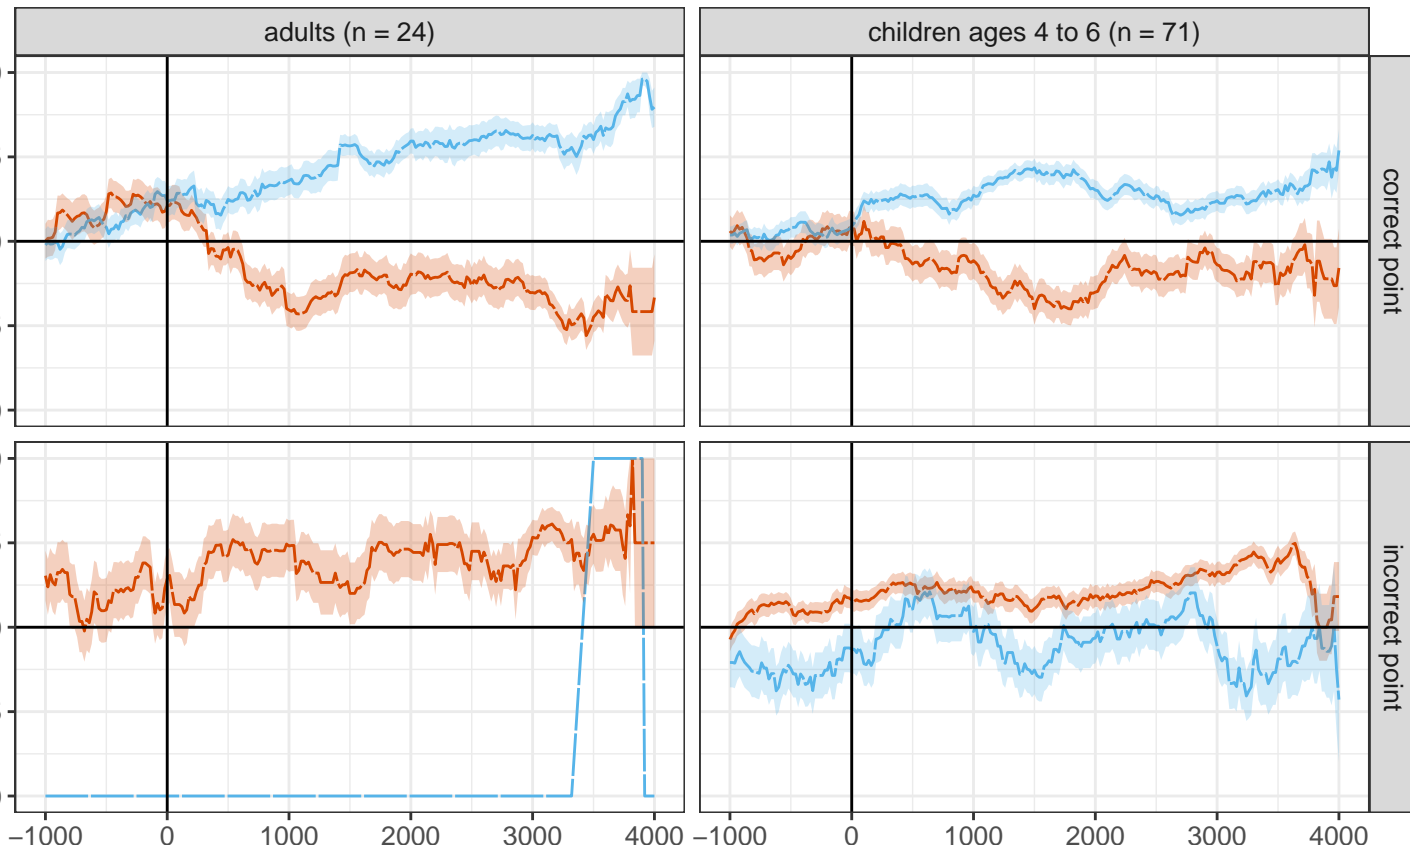 adults (n = 24)
children ages 4 to 6 (n = 71)
correct point
incorrect point
−1000 0 1000 2000 3000 4000
−1000 0 1000 2000 3000 4000